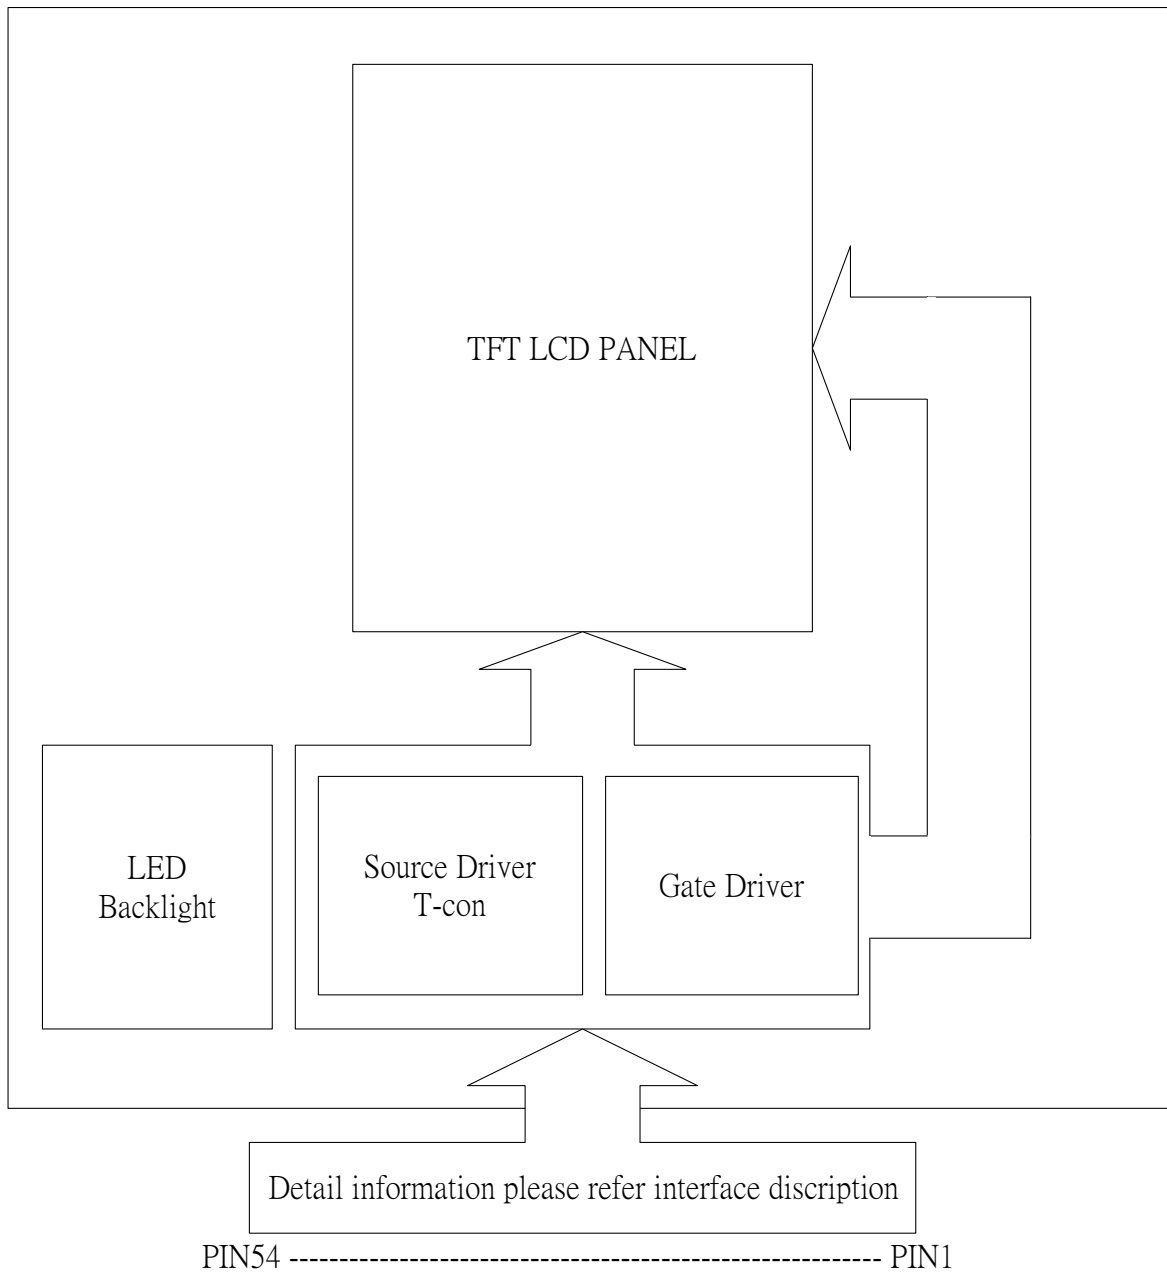 TFT LCD PANEL
LED
Backlight
Source Driver
T-con
Gate Driver
Detail information please refer interface discription
PIN54 ----------------------------------------------------------- PIN1